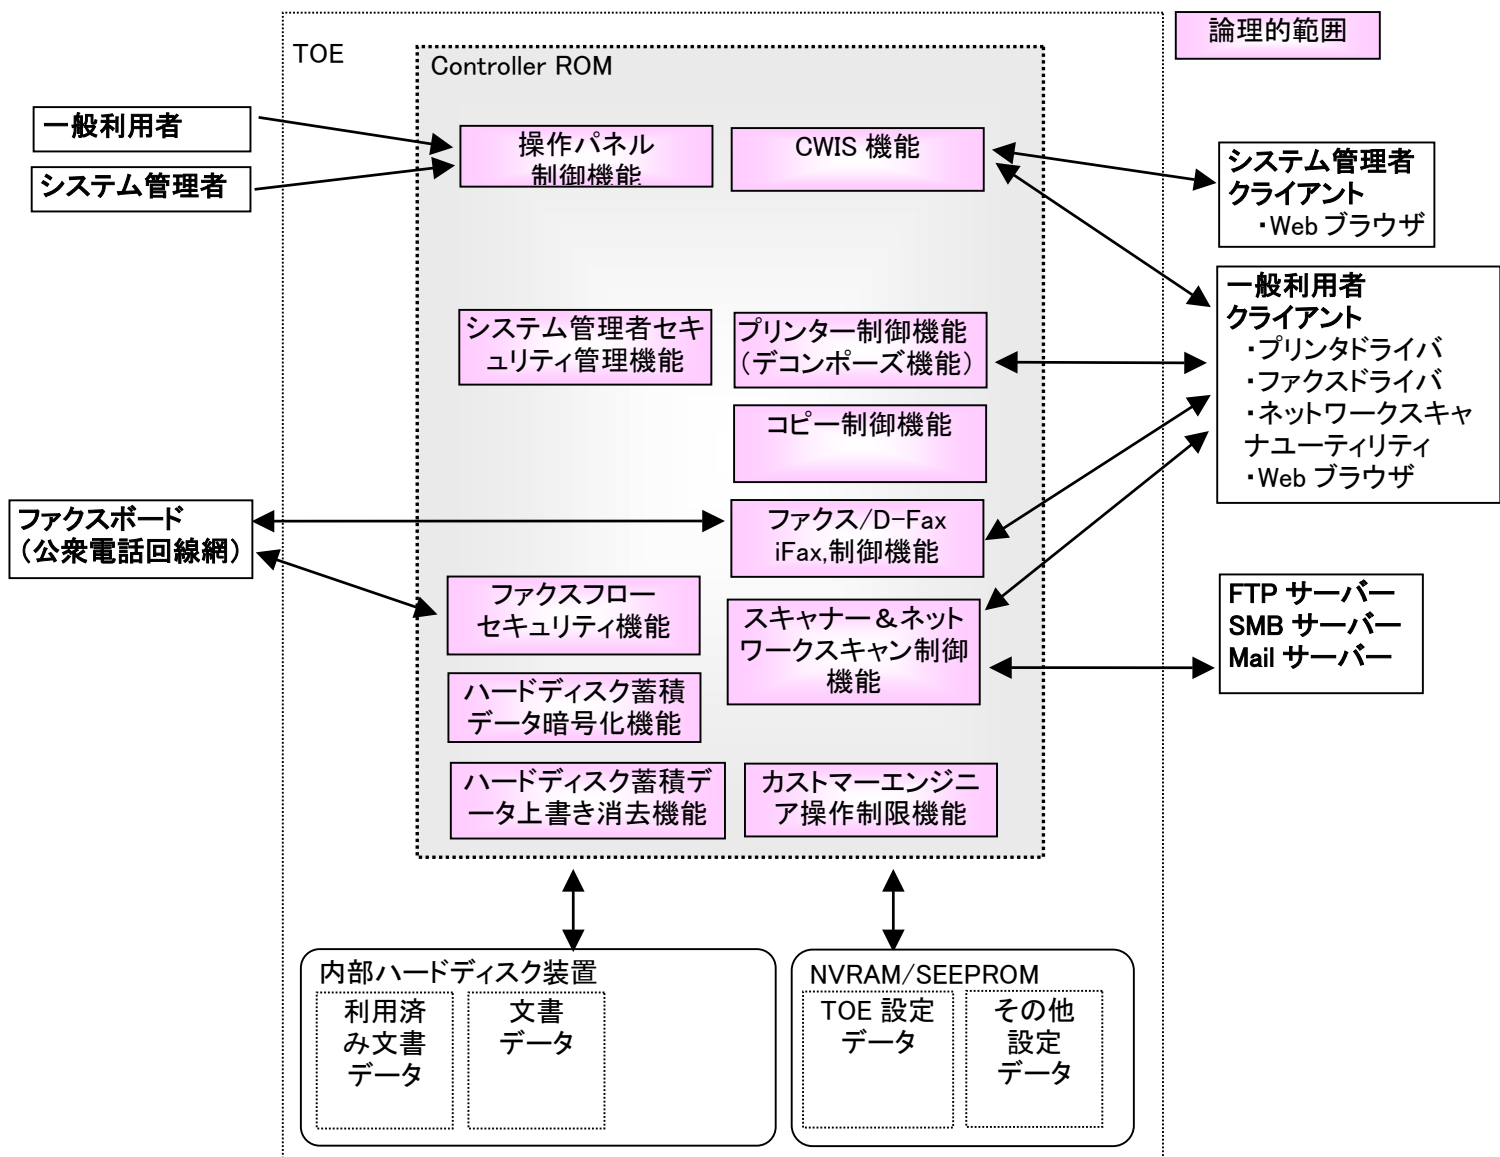 論理的範囲
TOE
Controller ROM
一般利用者
システム管理者
操作パネル
制御機能
CWIS 機能
システム管理者
クライアント
・Web ブラウザ
一般利用者
クライアント
・プリンタドライバ
・ファクスドライバ
・ネットワークスキャ
ナユーティリティ
・Web ブラウザ
システム管理者セキ
ュリティ管理機能
プリンター制御機能
（デコンポーズ機能）
コピー制御機能
ファクスボード
（公衆電話回線網）
ファクス/D-Fax
iFax,制御機能
ファクスフロー
セキュリティ機能
スキャナー＆ネット
ワークスキャン制御
機能
FTP サーバー
SMB サーバー
Mail サーバー
ハードディスク蓄積
データ暗号化機能
ハードディスク蓄積デ
ータ上書き消去機能
カストマーエンジニ
ア操作制限機能
内部ハードディスク装置
利用済
み文書
データ
文書
データ
NVRAM/SEEPROM
TOE 設定
データ
その他
設定
データ